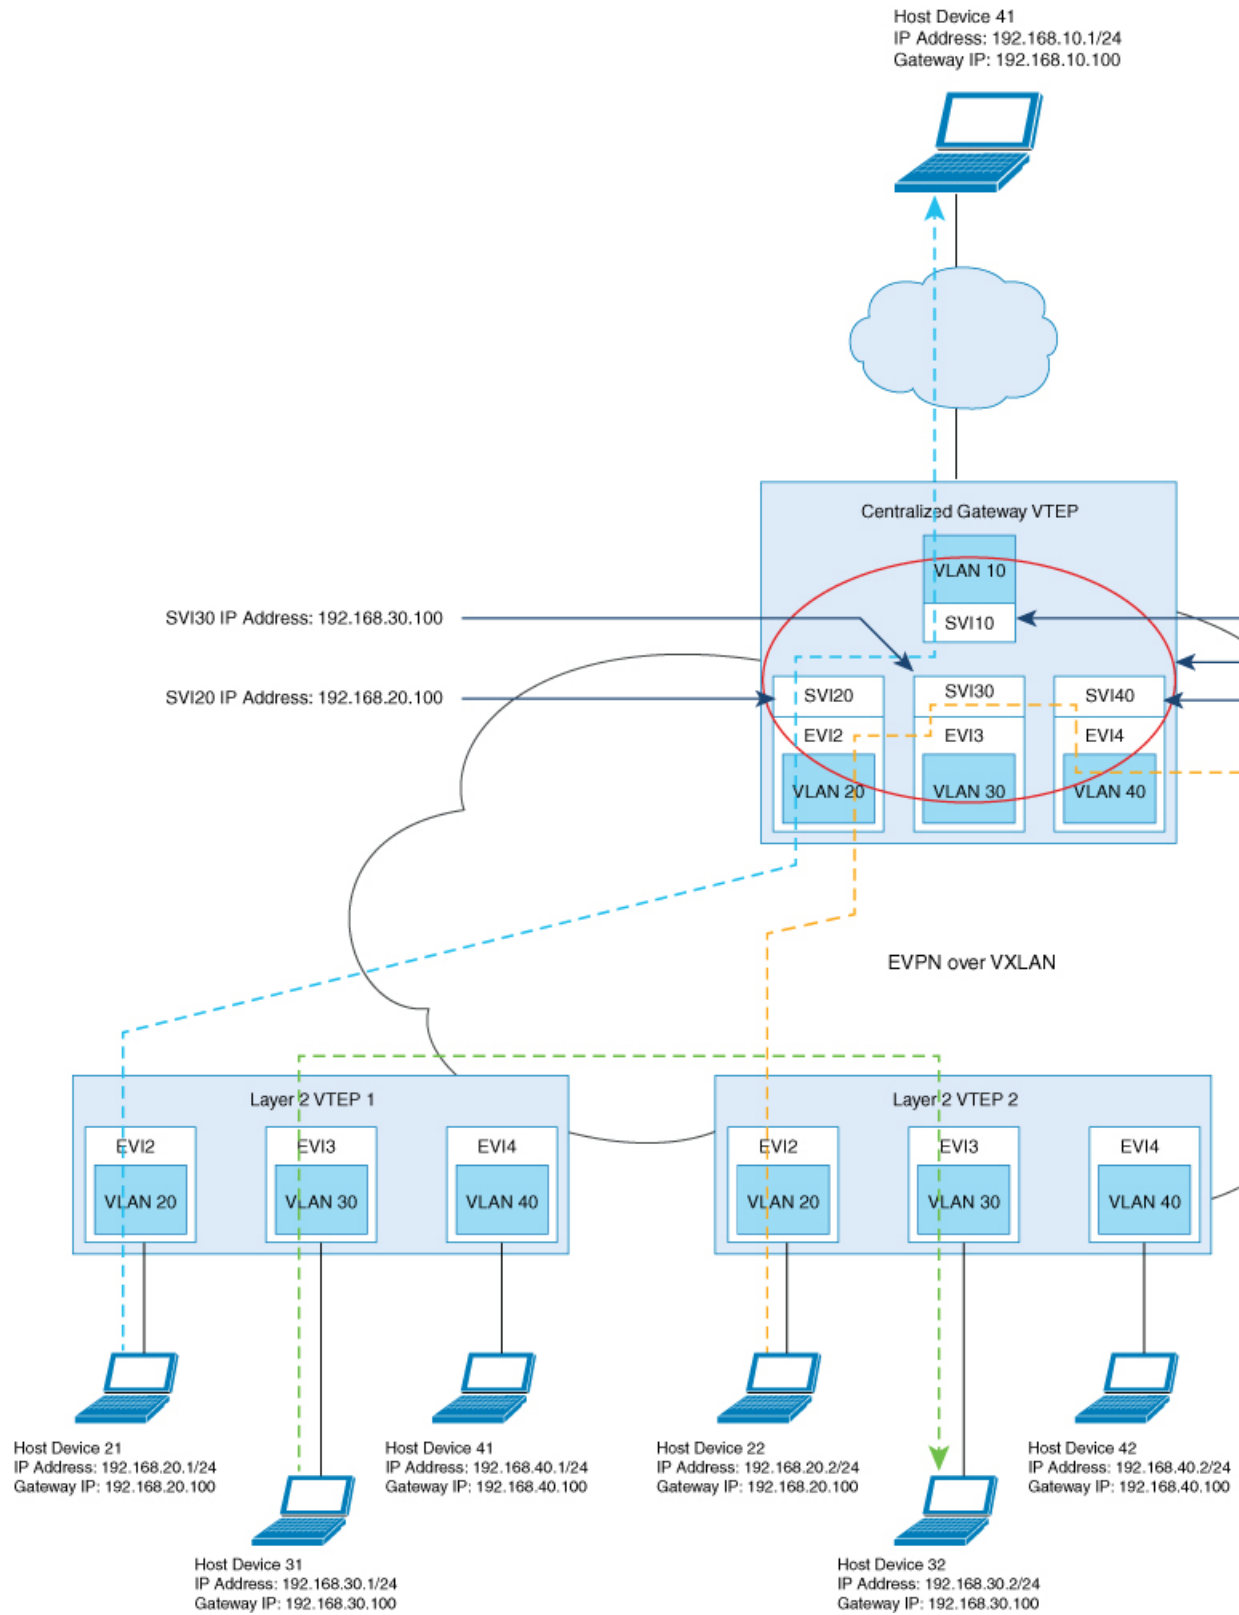 Host Device 41
IP Address: 192.168.10.1/24
Gateway IP: 192.168.10.100
Centralized Gateway VTEP
VLAN 10
SVI10
SVI30 IP Address: 192.168.30.100
SVI20 IP Address: 192.168.20.100
SVI20
EVI2
VLAN 20
SVI30
EVI3
VLAN 30
SVI40
EVI4
VLAN 40
EVPN over VXLAN
Layer 2 VTEP 1
EVI2
VLAN 20
EVI3
VLAN 30
EVI4
VLAN 40
Layer 2 VTEP 2
EVI2
VLAN 20
EVI3
VLAN 30
EVI4
VLAN 40
Host Device 21
IP Address: 192.168.20.1/24
Gateway IP: 192.168.20.100
Host Device 41
IP Address: 192.168.40.1/24
Gateway IP: 192.168.40.100
Host Device 22
IP Address: 192.168.20.2/24
Gateway IP: 192.168.20.100
Host Device 42
IP Address: 192.168.40.2/24
Gateway IP: 192.168.40.100
Host Device 31
IP Address: 192.168.30.1/24
Gateway IP: 192.168.30.100
Host Device 32
IP Address: 192.168.30.2/24
Gateway IP: 192.168.30.100